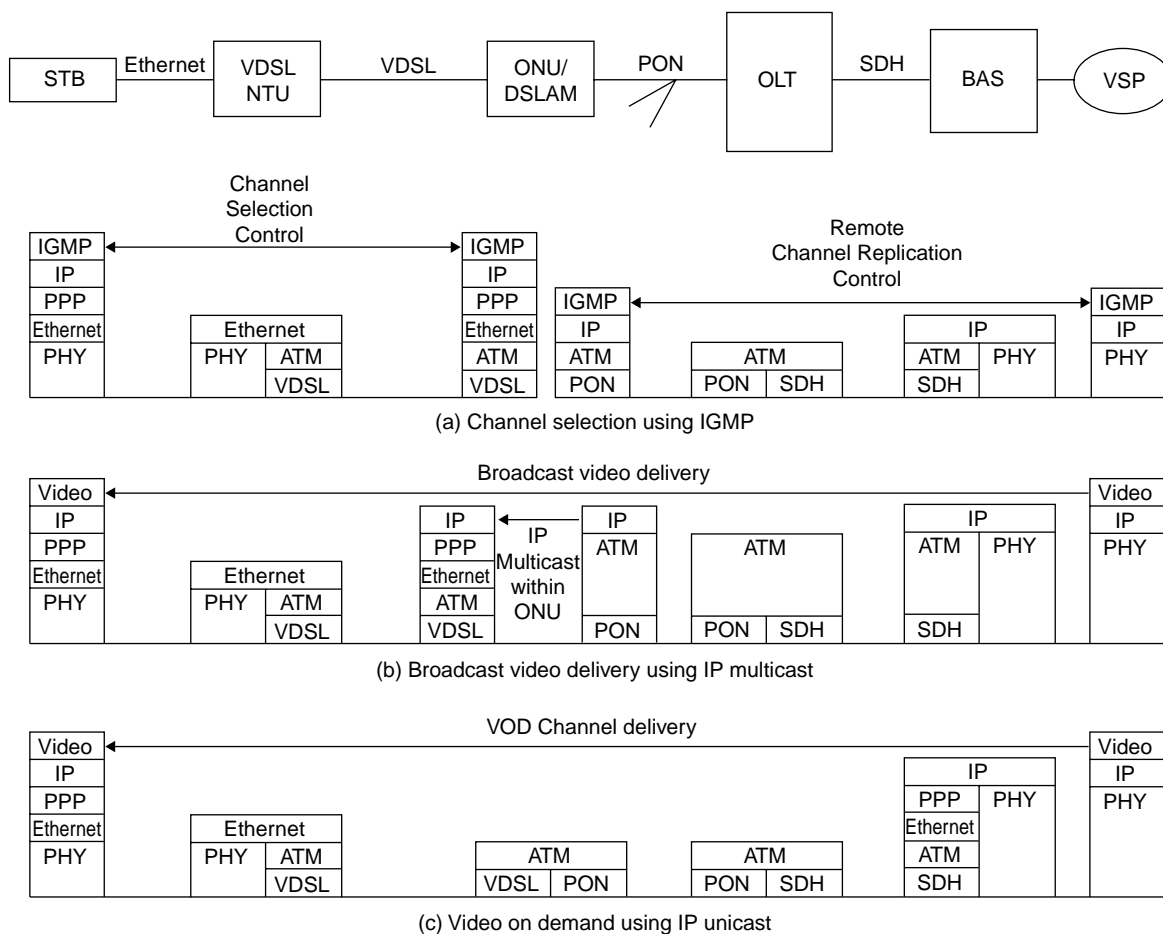 STB
Ethernet
VDSL
NTU
VDSL
ONU/
DSLAM
PON
OLT
SDH
BAS
VSP
Channel
Selection
Control
Remote
Channel Replication
Control
IGMP
IP
PPP
Ethernet
PHY
Ethernet
PHY
ATM
VDSL
IGMP
IP
PPP
Ethernet
ATM
VDSL
IGMP
IP
ATM
PON
ATM
PON
SDH
IP
ATM
PHY
SDH
IGMP
IP
PHY
(a) Channel selection using IGMP
Broadcast video delivery
Video
IP
PPP
Ethernet
PHY
Ethernet
PHY
ATM
VDSL
IP
PPP
Ethernet
ATM
VDSL
IP
Multicast
within
ONU
IP
ATM
PON
ATM
PON
SDH
IP
ATM
PHY
SDH
Video
IP
PHY
(b) Broadcast video delivery using IP multicast
VOD Channel delivery
Video
IP
PPP
Ethernet
PHY
Ethernet
PHY
ATM
VDSL
ATM
VDSL
PON
ATM
PON
SDH
IP
PPP
PHY
Ethernet
ATM
SDH
Video
IP
PHY
(c) Video on demand using IP unicast